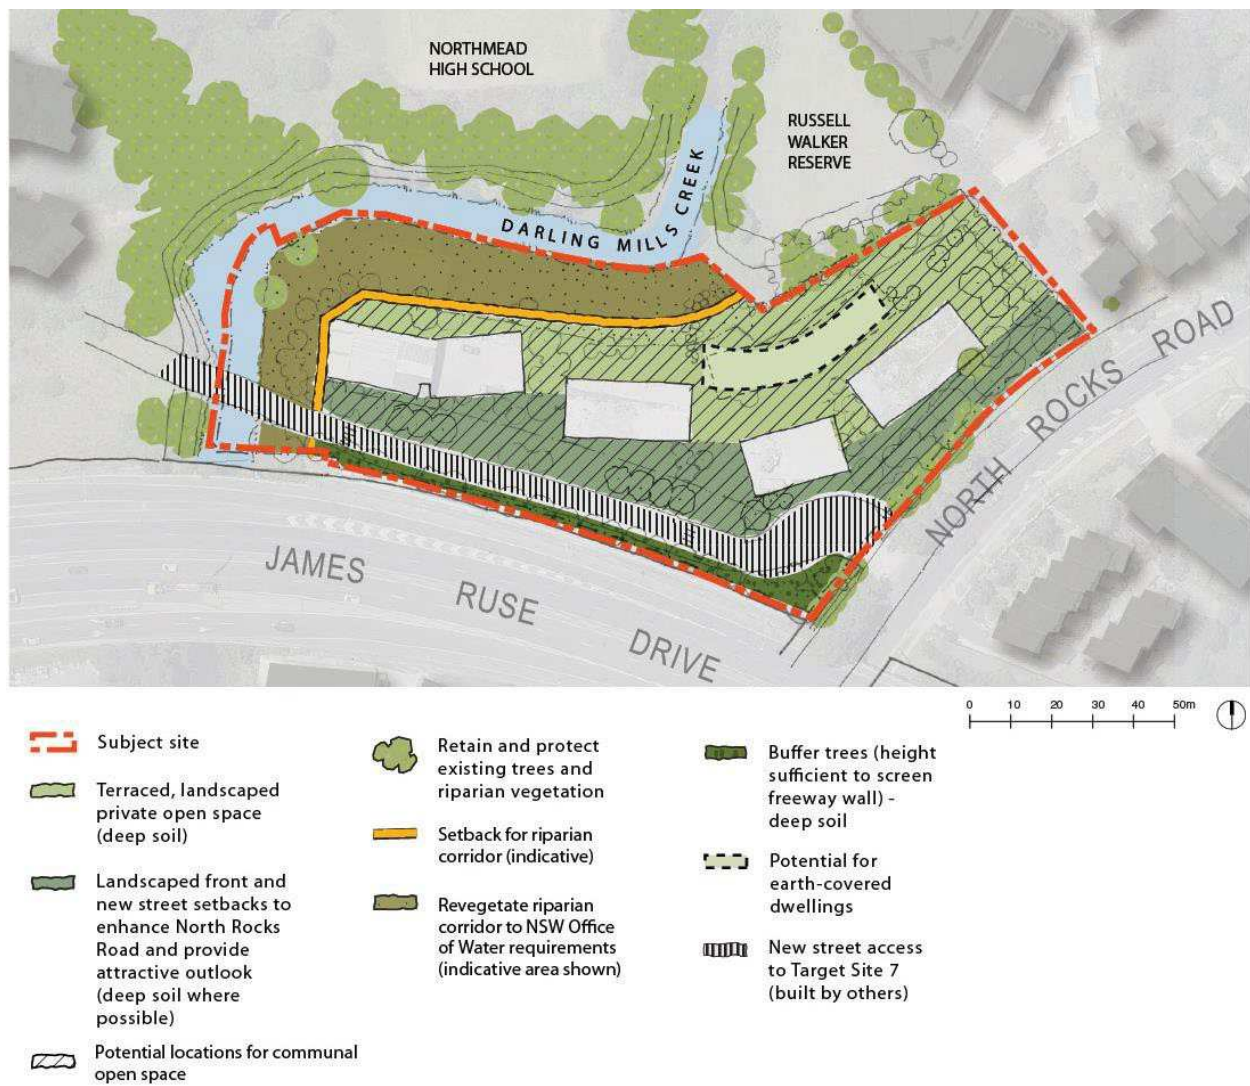 NORTHMEAD
HIGH SCHOOL
RUSSELL
WALKER
RESERVE
DARLING MILLS CREEK
NORTH ROCKS ROAD
JAMES RUSE DRIVE
0 10 20 30 40 50m
Subject site
Terraced, landscaped
private open space
(deep soil)
Landscaped front and
new street setbacks to
enhance North Rocks
Road and provide
attractive outlook
(deep soil where
possible)
Potential locations for communal
open space
Retain and protect
existing trees and
riparian vegetation
Setback for riparian
corridor (indicative)
Revegetate riparian
corridor to NSW Office
of Water requirements
(indicative area shown)
Buffer trees (height
sufficient to screen
freeway wall) -
deep soil
Potential for
earth-covered
dwellings
New street access
to Target Site 7
(built by others)